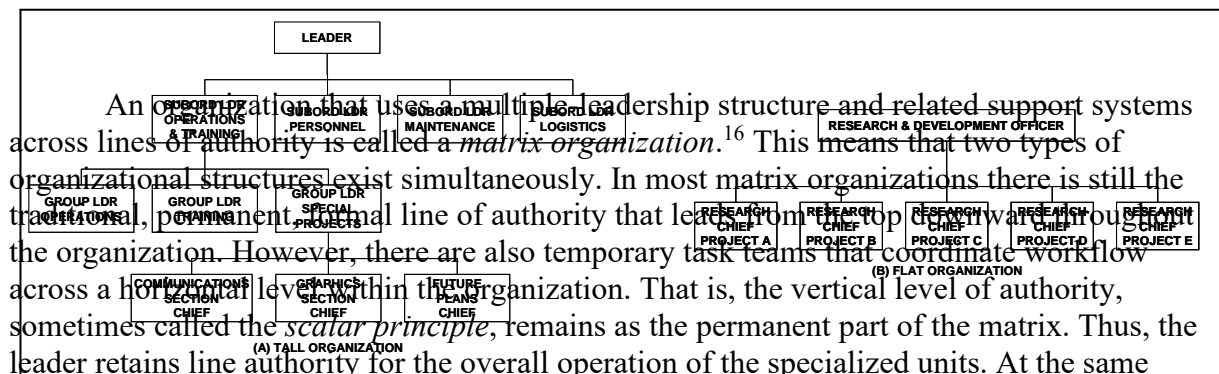 LEADER
SUBORD LDR
OPERATIONS
& TRAINING
SUBORD LDR
PERSONNEL
SUBORD LDR
MAINTENANCE
SUBORD LDR
LOGISTICS
GROUP LDR
OPERATIONS
GROUP LDR
TRAINING
GROUP LDR
SPECIAL
PROJECTS
COMMUNICATIONS
SECTION
CHIEF
GRAPHICS
SECTION
CHIEF
FUTURE
PLANS
CHIEF
(A) TALL ORGANIZATION
RESEARCH & DEVELOPMENT OFFICER
RESEARCH
CHIEF
PROJECT A
RESEARCH
CHIEF
PROJECT B
RESEARCH
CHIEF
PROJECT C
RESEARCH
CHIEF
PROJECT D
RESEARCH
CHIEF
PROJECT E
(B) FLAT ORGANIZATION
An organization that uses a multiple leadership structure and related support systems
across lines of authority is called a matrix organization.16 This means that two types of
organizational structures exist simultaneously. In most matrix organizations there is still the
traditional, permanent, formal line of authority that leads from the top downward throughout
the organization. However, there are also temporary task teams that coordinate workflow
across a horizontal level within the organization. That is, the vertical level of authority,
sometimes called the scalar principle, remains as the permanent part of the matrix. Thus, the
leader retains line authority for the overall operation of the specialized units. At the same